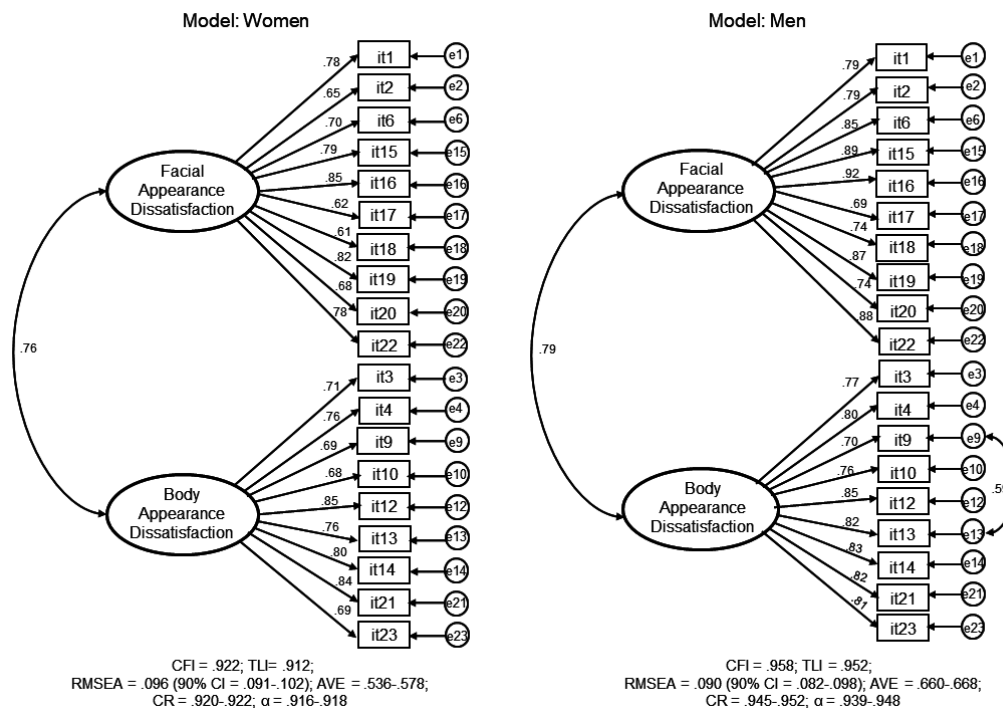 Model: Women
.78
it1
e1
.65
it2
e2
.70
it6
e6
.79
it15
e15
.85
it16
e16
.62
it17
e17
.61
it18
e18
.82
it19
e19
.68
it20
e20
.78
it22
e22
Facial
Appearance
Dissatisfaction
.76
.71
it3
e3
.76
it4
e4
.69
it9
e9
.68
it10
e10
.85
it12
e12
.76
it13
e13
.80
it14
e14
.84
it21
e21
.69
it23
e23
Body
Appearance
Dissatisfaction
CFI = .922; TLI= .912;
RMSEA = .096 (90% CI = .091-.102); AVE = .536-.578;
CR = .920-.922; α = .916-.918
Model: Men
.79
it1
e1
.79
it2
e2
.85
it6
e6
.89
it15
e15
.92
it16
e16
.69
it17
e17
.74
it18
e18
.87
it19
e19
.74
it20
e20
.88
it22
e22
Facial
Appearance
Dissatisfaction
.79
.77
it3
e3
.80
it4
e4
.70
it9
e9
.76
it10
e10
.85
it12
e12
.82
it13
e13
.83
it14
e14
.82
it21
e21
.81
it23
e23
Body
Appearance
Dissatisfaction
CFI = .958; TLI = .952;
RMSEA = .090 (90% CI = .082-.098); AVE = .660-.668;
CR = .945-.952; α = .939-.948